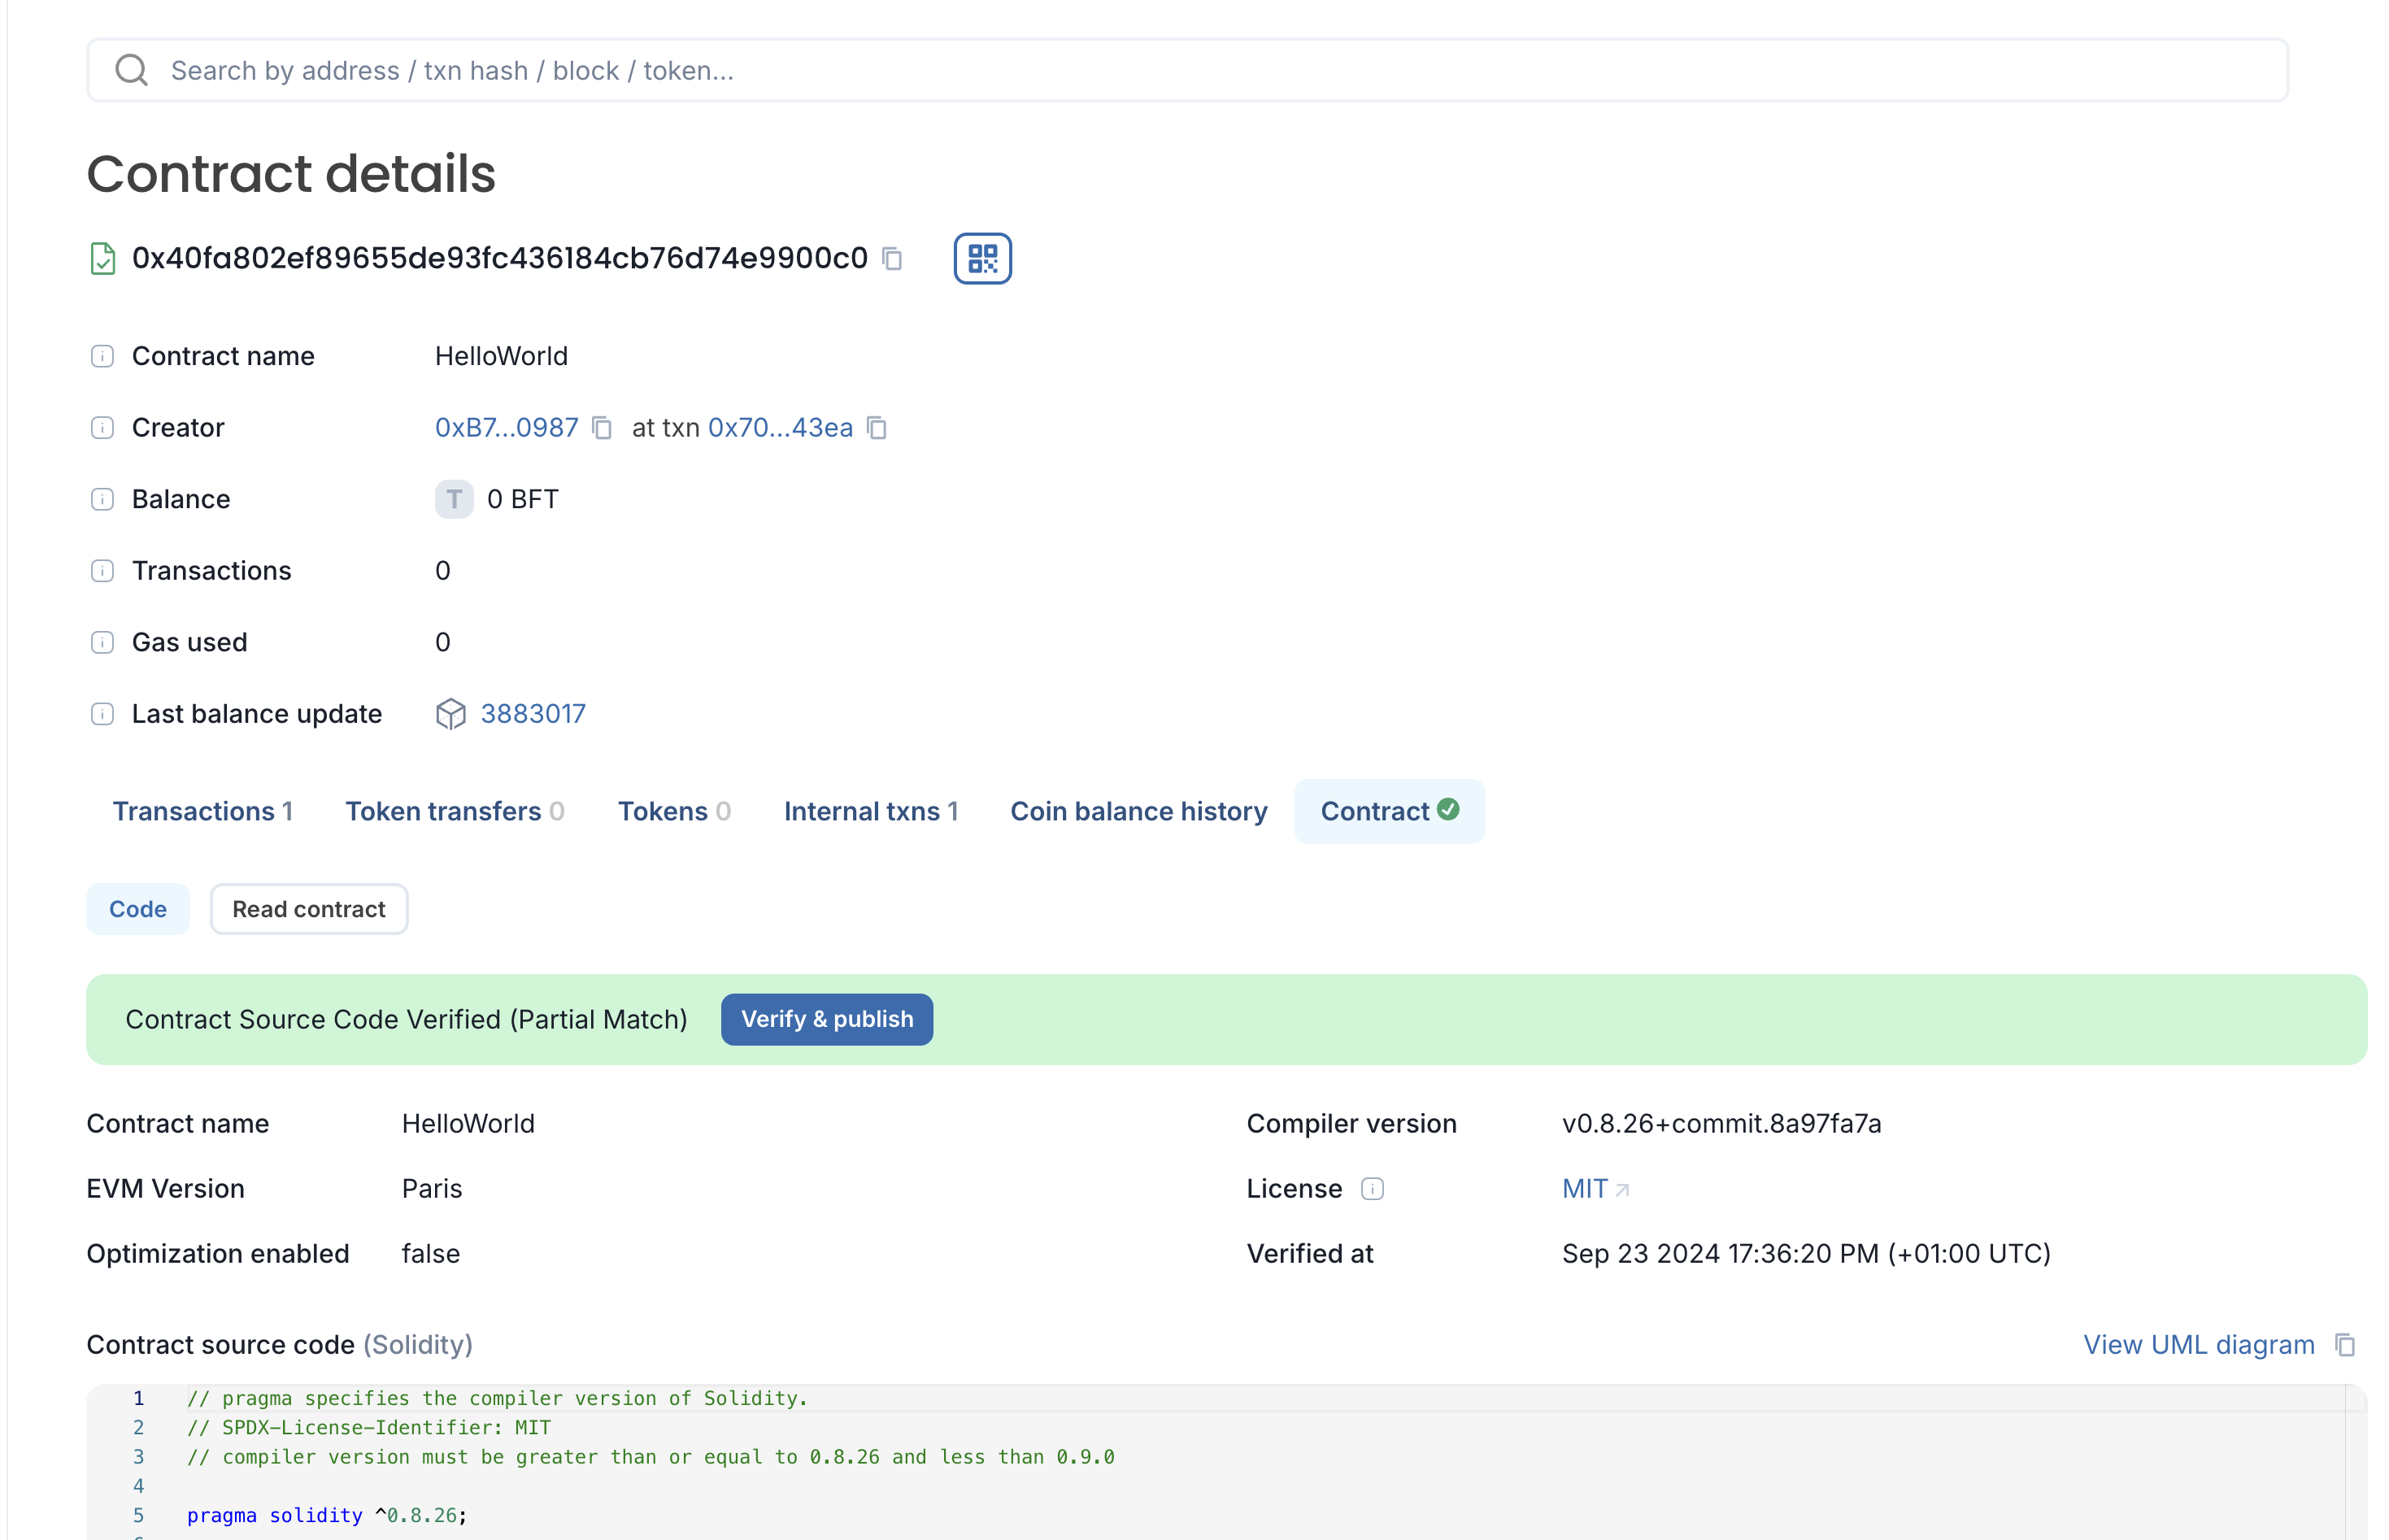 Search by address / txn hash / block / token...
Contract details
0x40fa802ef89655de93fc436184cb76d74e9900c0
Contract name HelloWorld
Creator 0xB7...0987 at txn 0x70...43ea
Balance T 0 BFT
Transactions 0
Gas used 0
Last balance update 3883017
Transactions 1 Token transfers 0 Tokens 0 Internal txns 1 Coin balance history Contract
Code Read contract
Contract Source Code Verified (Partial Match) Verify & publish
Contract name HelloWorld Compiler version v0.8.26+commit.8a97fa7a
EVM Version Paris License MIT
Optimization enabled false Verified at Sep 23 2024 17:36:20 PM (+01:00 UTC)
Contract source code (Solidity) View UML diagram
1 // pragma specifies the compiler version of Solidity.
2 // SPDX-License-Identifier: MIT
3 // compiler version must be greater than or equal to 0.8.26 and less than 0.9.0
4
5 pragma solidity ^0.8.26;